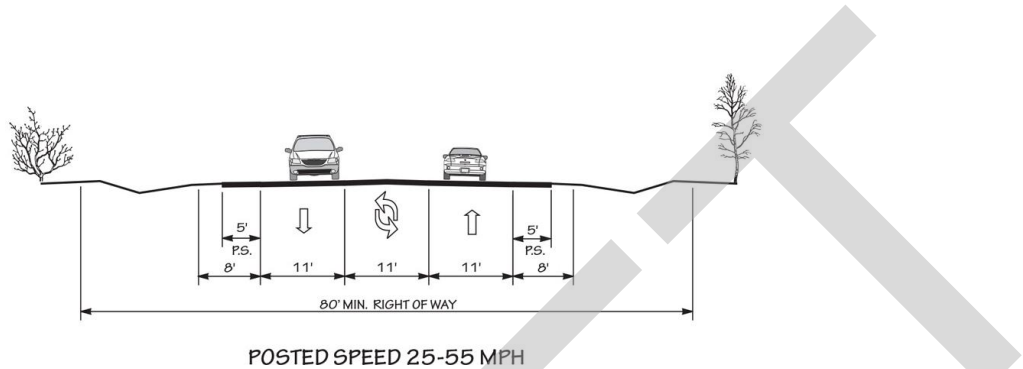 5' 5'
P.S. P.S.
8' 11' 11' 11' 8'
80' MIN. RIGHT OF WAY
POSTED SPEED 25-55 MPH